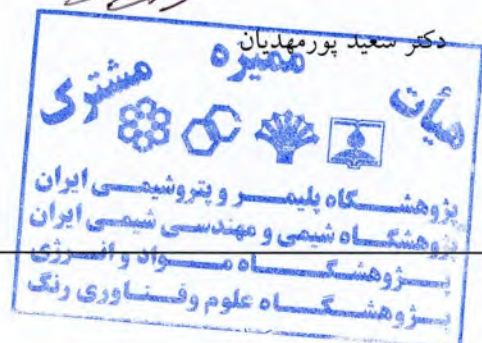 دکتر سعید پورمهدیان
هیأت ممیزه مشترک
پژوهشگاه پلیمر و پتروشیمی ایران
پژوهشگاه شیمی و مهندسی شیمی ایران
پژوهشگاه مواد و انرژی
پژوهشگاه علوم و فناوری رنگ